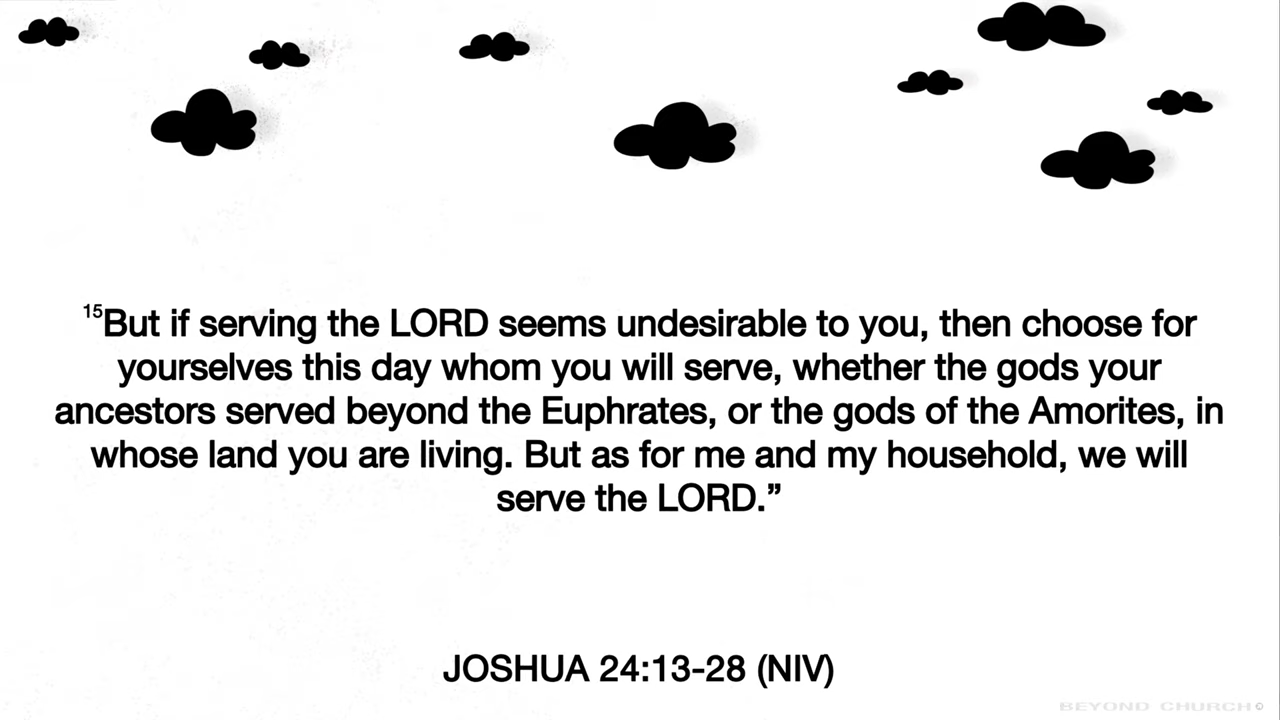 15But if serving the LORD seems undesirable to you, then choose for
yourselves this day whom you will serve, whether the gods your
ancestors served beyond the Euphrates, or the gods of the Amorites, in
whose land you are living. But as for me and my household, we will
serve the LORD.”
JOSHUA 24:13-28 (NIV)
BEYOND CHURCH©